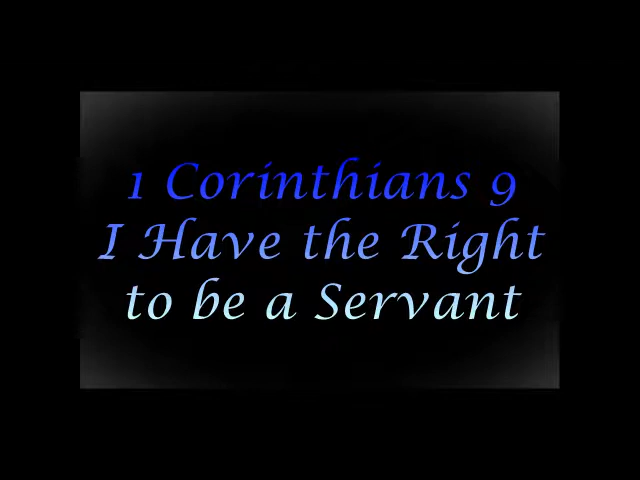 1 Corinthians 9
I Have the Right
to be a Servant